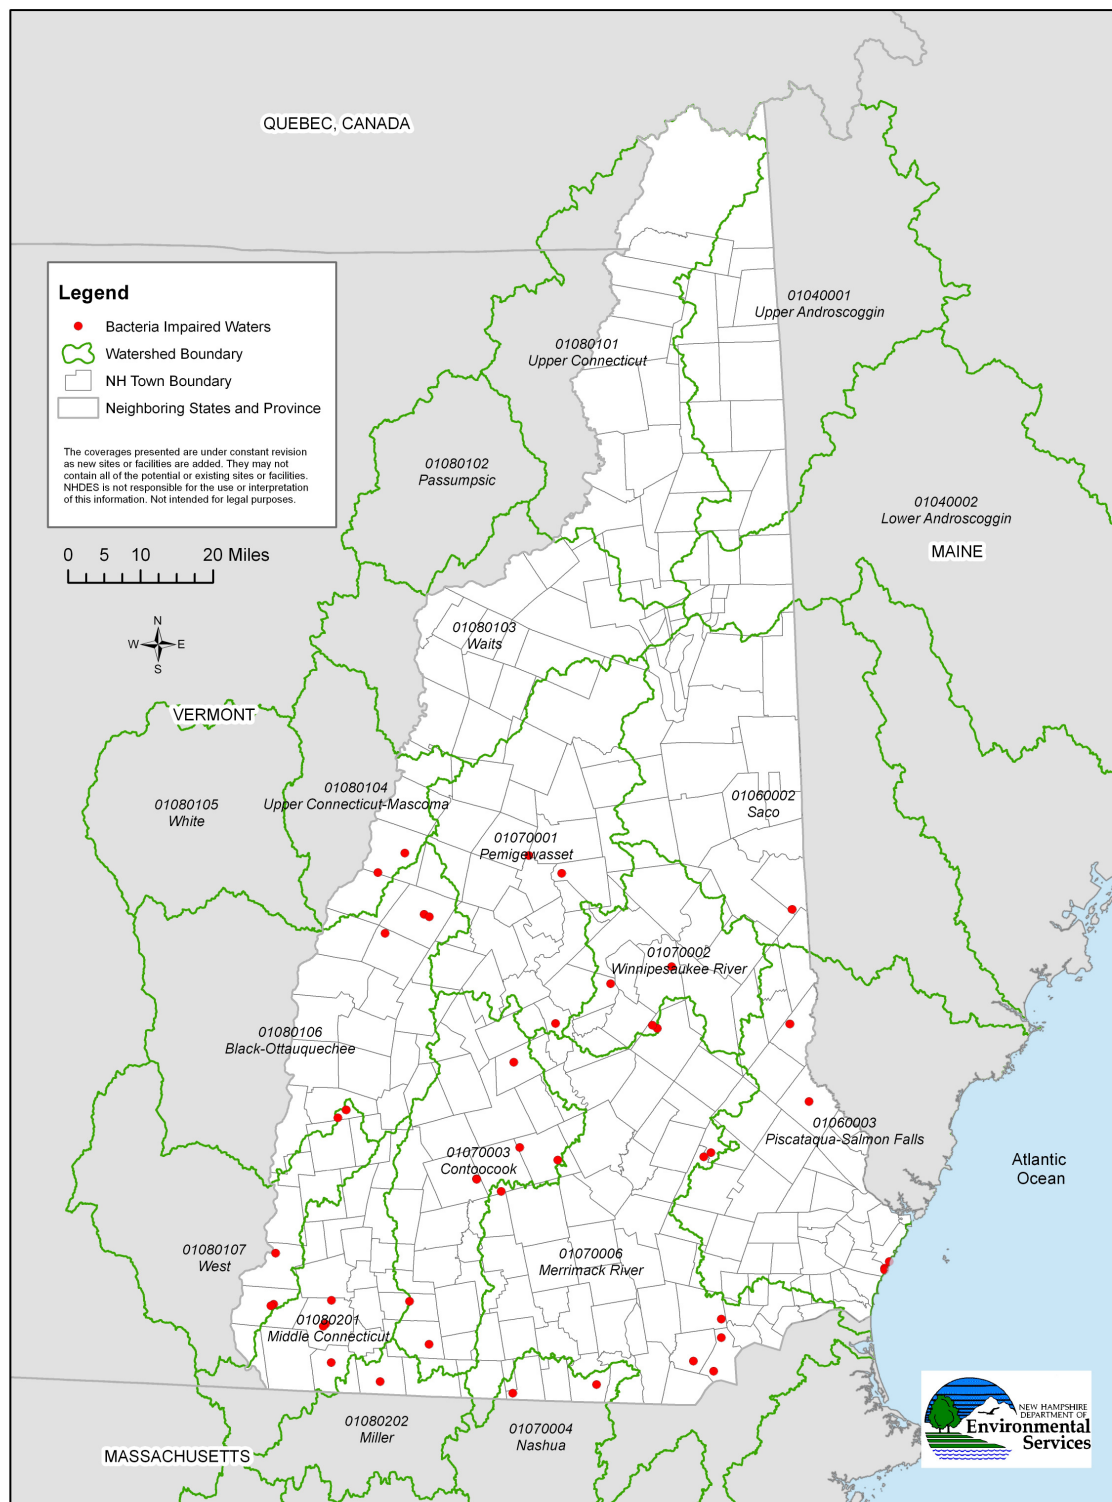 QUEBEC, CANADA
01040001
Upper Androscoggin
Legend
Bacteria Impaired Waters
Watershed Boundary
NH Town Boundary
Neighboring States and Province
The coverages presented are under constant revision
as new sites or facilities are added. They may not
contain all of the potential or existing sites or facilities.
NHDES is not responsible for the use or interpretation
of this information. Not intended for legal purposes.
01080101
Upper Connecticut
01080102
Passumpsic
01040002
Lower Androscoggin
MAINE
0 5 10 20 Miles
N
W E
S
01080103
Waits
VERMONT
01080104
Upper Connecticut-Mascoma
01080105
White
01060002
Saco
01070001
Pemigewasset
01070002
Winnipesaukee River
01080106
Black-Ottauquechee
01060003
Piscataqua-Salmon Falls
01070003
Contoocook
Atlantic
Ocean
01080107
West
01070006
Merrimack River
01080201
Middle Connecticut
01080202
Miller
01070004
Nashua
MASSACHUSETTS
NEW HAMPSHIRE
DEPARTMENT OF
Environmental
Services